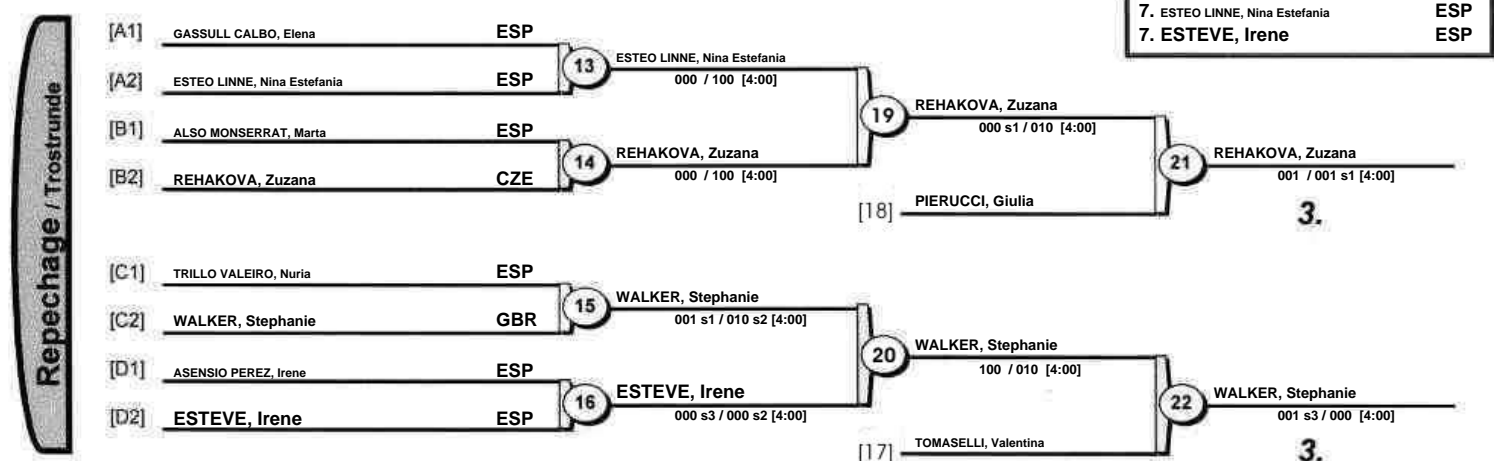 7. ESTEO LINNE, Nina Estefania ESP
7. ESTEVE, Irene ESP
Repechage / Trostrunde
[A1] GASSULL CALBO, Elena ESP
13 ESTEO LINNE, Nina Estefania
000 / 100 [4:00]
[A2] ESTEO LINNE, Nina Estefania ESP
19 REHAKOVA, Zuzana
000 s1 / 010 [4:00]
[B1] ALSO MONSERRAT, Marta ESP
14 REHAKOVA, Zuzana
000 / 100 [4:00]
21 REHAKOVA, Zuzana
001 / 001 s1 [4:00]
[B2] REHAKOVA, Zuzana CZE
[18] PIERUCCI, Giulia
3.
[C1] TRILLO VALEIRO, Nuria ESP
15 WALKER, Stephanie
001 s1 / 010 s2 [4:00]
[C2] WALKER, Stephanie GBR
20 WALKER, Stephanie
100 / 010 [4:00]
[D1] ASENSIO PEREZ, Irene ESP
16 ESTEVE, Irene
000 s3 / 000 s2 [4:00]
22 WALKER, Stephanie
001 s3 / 000 [4:00]
[D2] ESTEVE, Irene ESP
[17] TOMASELLI, Valentina
3.